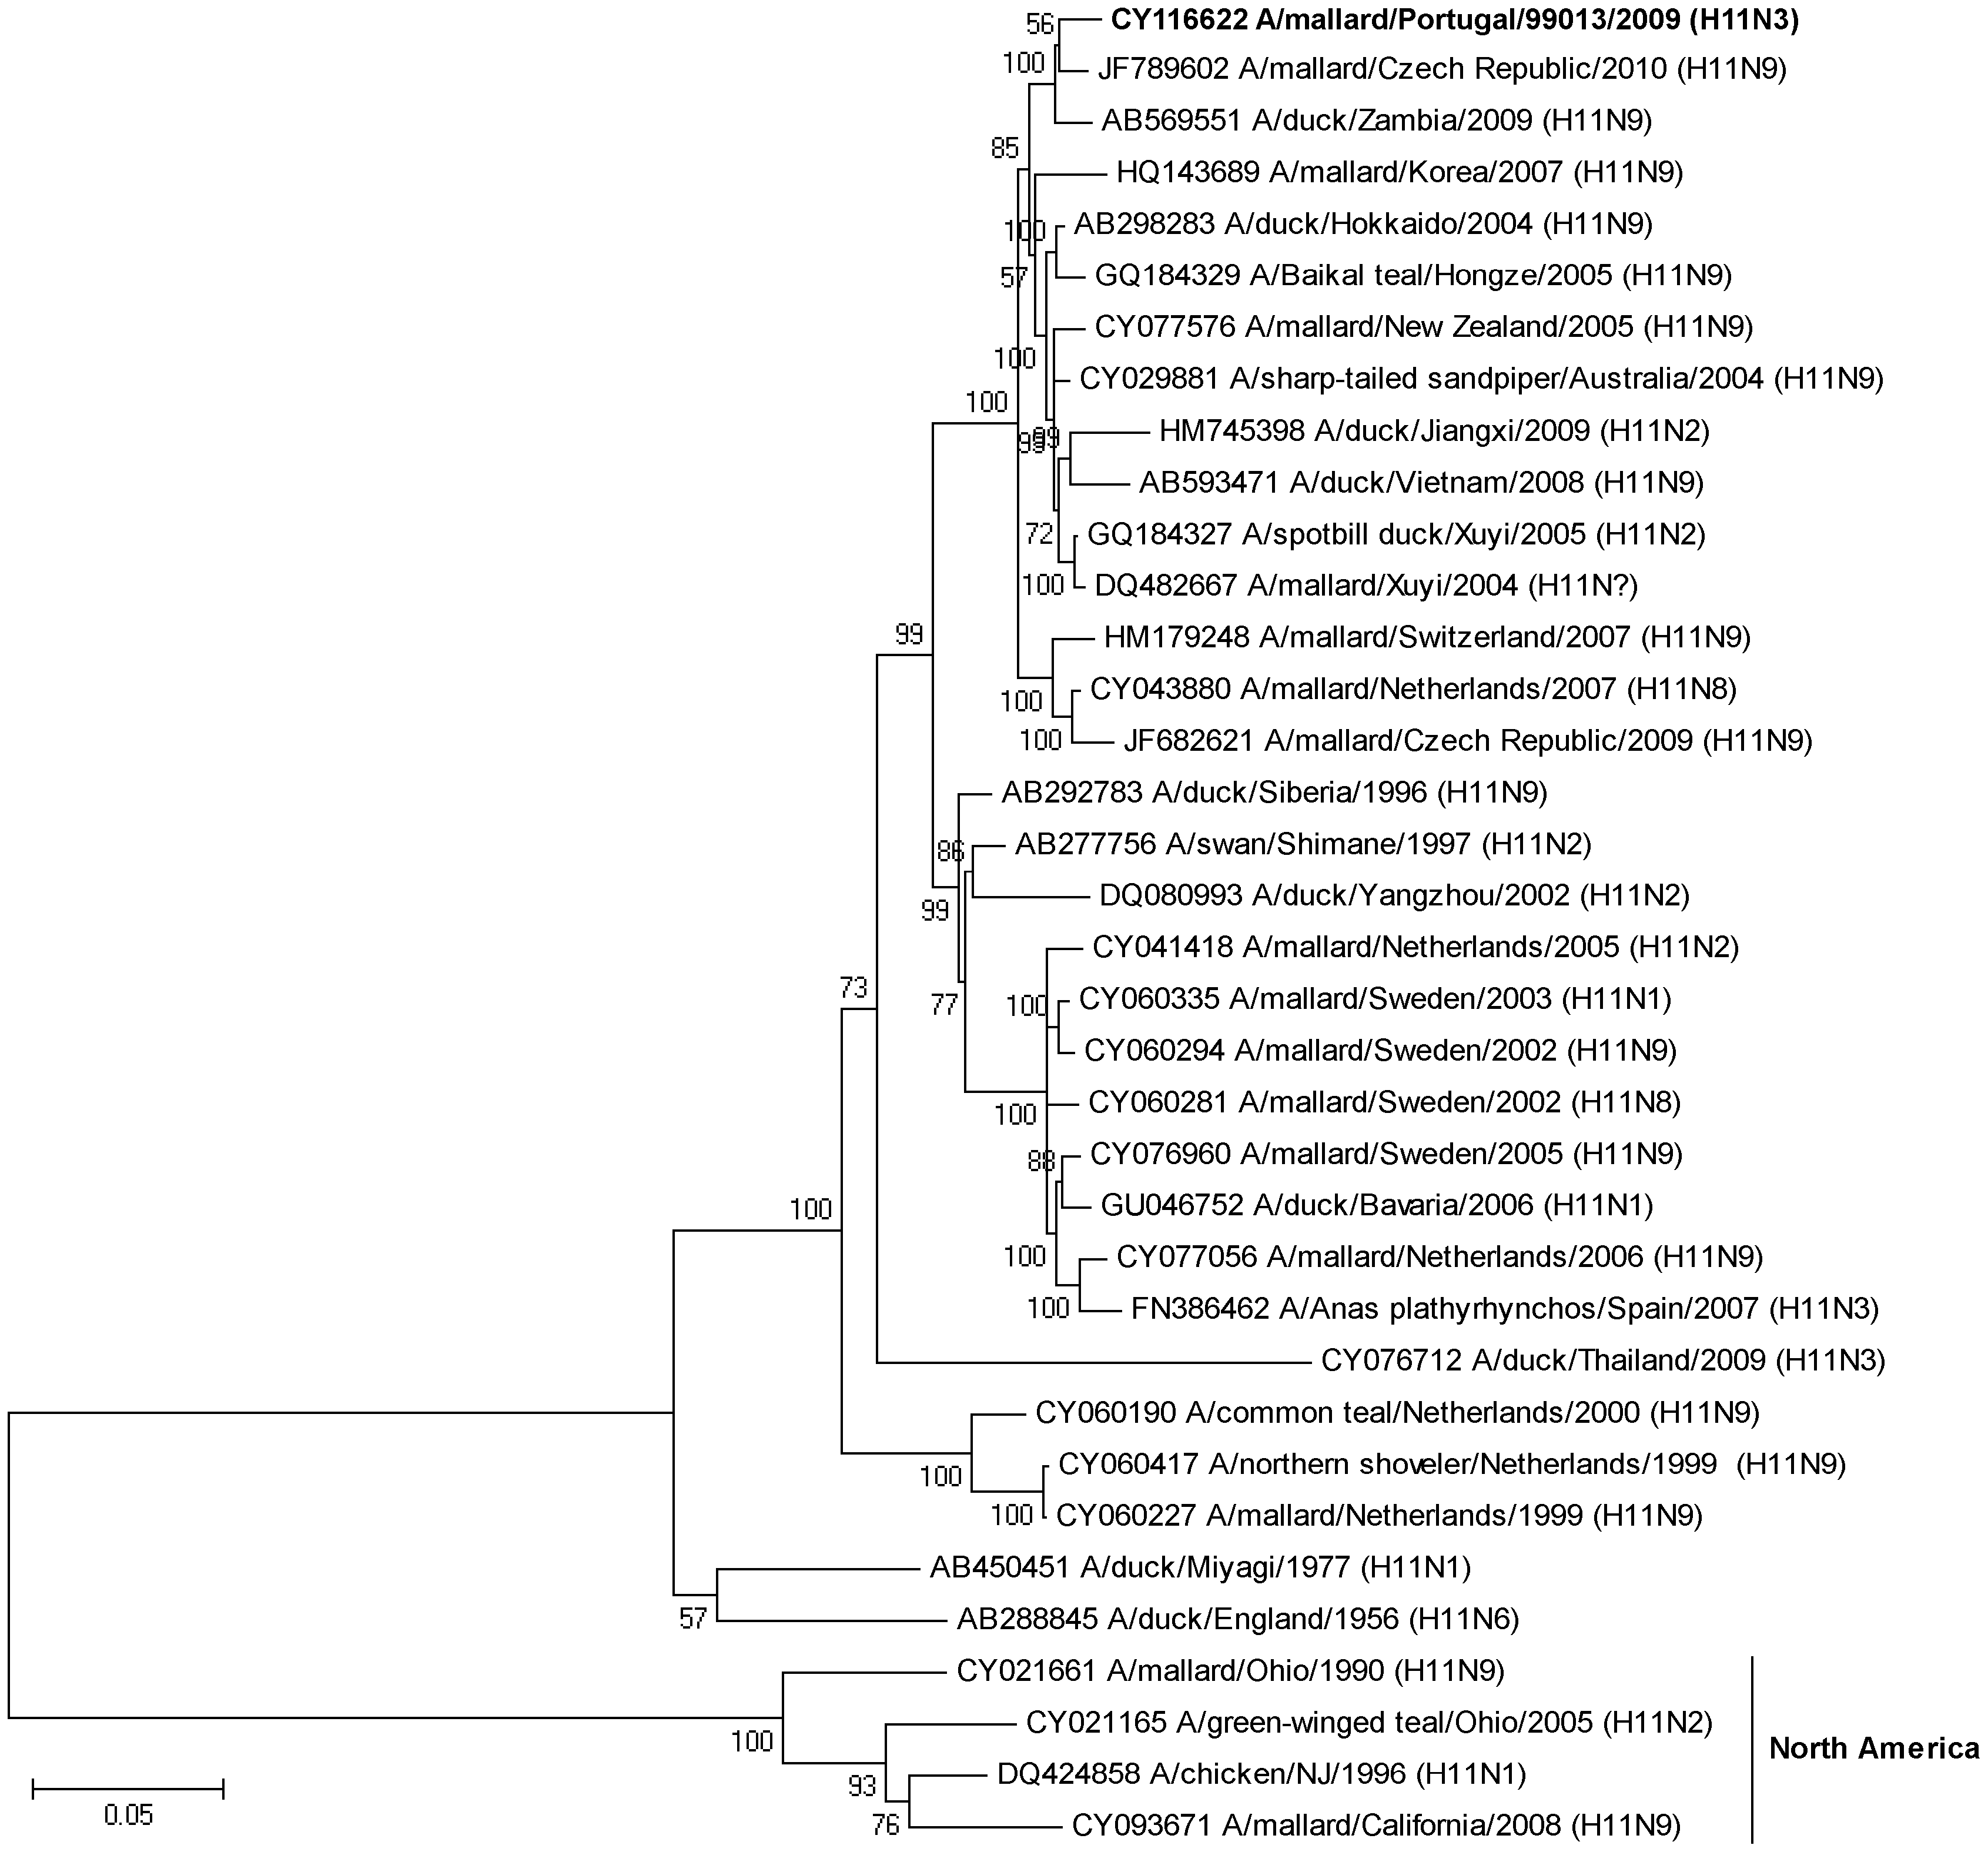 56
CY116622 A/mallard/Portugal/99013/2009 (H11N3)
100
JF789602 A/mallard/Czech Republic/2010 (H11N9)
AB569551 A/duck/Zambia/2009 (H11N9)
85
HQ143689 A/mallard/Korea/2007 (H11N9)
100
AB298283 A/duck/Hokkaido/2004 (H11N9)
57
GQ184329 A/Baikal teal/Hongze/2005 (H11N9)
CY077576 A/mallard/New Zealand/2005 (H11N9)
100
CY029881 A/sharp-tailed sandpiper/Australia/2004 (H11N9)
100
99
HM745398 A/duck/Jiangxi/2009 (H11N2)
AB593471 A/duck/Vietnam/2008 (H11N9)
72
GQ184327 A/spotbill duck/Xuyi/2005 (H11N2)
100
DQ482667 A/mallard/Xuyi/2004 (H11N?)
99
HM179248 A/mallard/Switzerland/2007 (H11N9)
100
CY043880 A/mallard/Netherlands/2007 (H11N8)
100
JF682621 A/mallard/Czech Republic/2009 (H11N9)
AB292783 A/duck/Siberia/1996 (H11N9)
86
AB277756 A/swan/Shimane/1997 (H11N2)
99
DQ080993 A/duck/Yangzhou/2002 (H11N2)
CY041418 A/mallard/Netherlands/2005 (H11N2)
73
77
100
CY060335 A/mallard/Sweden/2003 (H11N1)
CY060294 A/mallard/Sweden/2002 (H11N9)
100
CY060281 A/mallard/Sweden/2002 (H11N8)
88
CY076960 A/mallard/Sweden/2005 (H11N9)
100
GU046752 A/duck/Bavaria/2006 (H11N1)
100
CY077056 A/mallard/Netherlands/2006 (H11N9)
100
FN386462 A/Anas plathyrhynchos/Spain/2007 (H11N3)
CY076712 A/duck/Thailand/2009 (H11N3)
CY060190 A/common teal/Netherlands/2000 (H11N9)
100
CY060417 A/northern shoveler/Netherlands/1999 (H11N9)
100
CY060227 A/mallard/Netherlands/1999 (H11N9)
AB450451 A/duck/Miyagi/1977 (H11N1)
57
AB288845 A/duck/England/1956 (H11N6)
CY021661 A/mallard/Ohio/1990 (H11N9)
100
CY021165 A/green-winged teal/Ohio/2005 (H11N2)
North America
93
DQ424858 A/chicken/NJ/1996 (H11N1)
76
CY093671 A/mallard/California/2008 (H11N9)
0.05